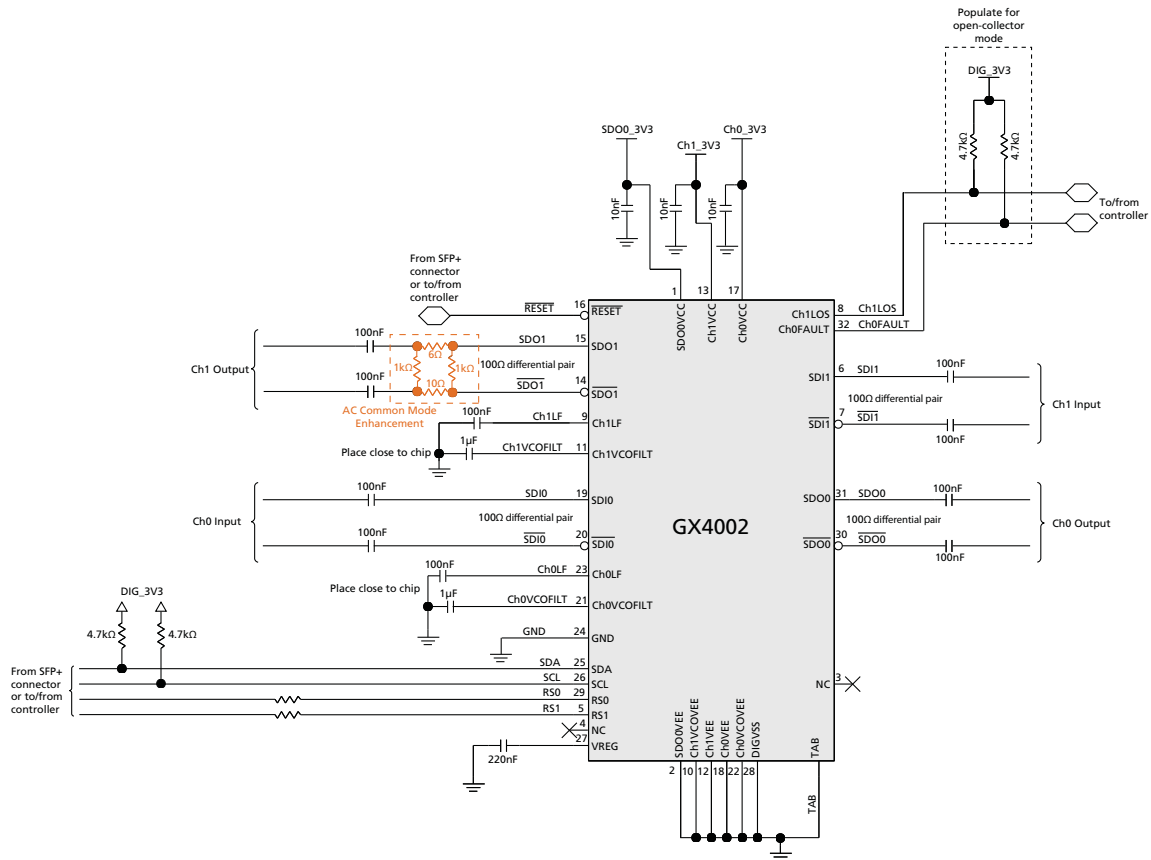 Populate for
open-collector
mode
DIG_3V3
4.7kΩ
4.7kΩ
To/from
controller
SDO0_3V3
Ch1_3V3
Ch0_3V3
10nF
10nF
10nF
From SFP+
connector
or to/from
controller
RESET
16
RESET
1
13
17
SDO0VCC
Ch1VCC
Ch0VCC
Ch1LOS
8
Ch1LOS
Ch0FAULT
32
Ch0FAULT
Ch1 Output
100nF
6Ω
1kΩ
1kΩ
10Ω
100nF
AC Common Mode
Enhancement
SDO1
15
SDO1
100Ω differential pair
SDO1
14
SDO1
100nF
Ch1LF
9
Ch1LF
Place close to chip
1µF
Ch1VCOFILT
11
Ch1VCOFILT
SDI1
6
SDI1
100nF
100Ω differential pair
SDI1
7
SDI1
100nF
Ch1 Input
Ch0 Input
100nF
SDI0
19
SDI0
100Ω differential pair
100nF
SDI0
20
SDI0
GX4002
SDO0
31
SDO0
100nF
100Ω differential pair
SDO0
30
SDO0
100nF
Ch0 Output
100nF
Ch0LF
23
Ch0LF
Place close to chip
1µF
Ch0VCOFILT
21
Ch0VCOFILT
GND
24
GND
DIG_3V3
4.7kΩ
4.7kΩ
From SFP+
connector
or to/from
controller
SDA
25
SDA
SCL
26
SCL
RS0
29
RS0
RS1
5
RS1
4
NC
27
VREG
220nF
NC
3
SDO0VEE
Ch1VCOVEE
Ch1VEE
Ch0VEE
Ch0VCOVEE
DIGVSS
TAB
2
10
12
18
22
28
TAB